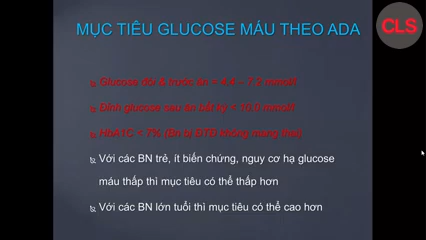 CLS
MỤC TIÊU GLUCOSE MÁU THEO ADA
Glucose đói & trước ăn = 4.4 - 7.2 mmol/l
Đỉnh glucose sau ăn bất kỳ < 10.0 mmol/l
HbA1C < 7% (Bn bị ĐTĐ không mang thai)
Với các BN trẻ, ít biến chứng, nguy cơ hạ glucose
máu thấp thì mục tiêu có thể thấp hơn
Với các BN lớn tuổi thì mục tiêu có thể cao hơn